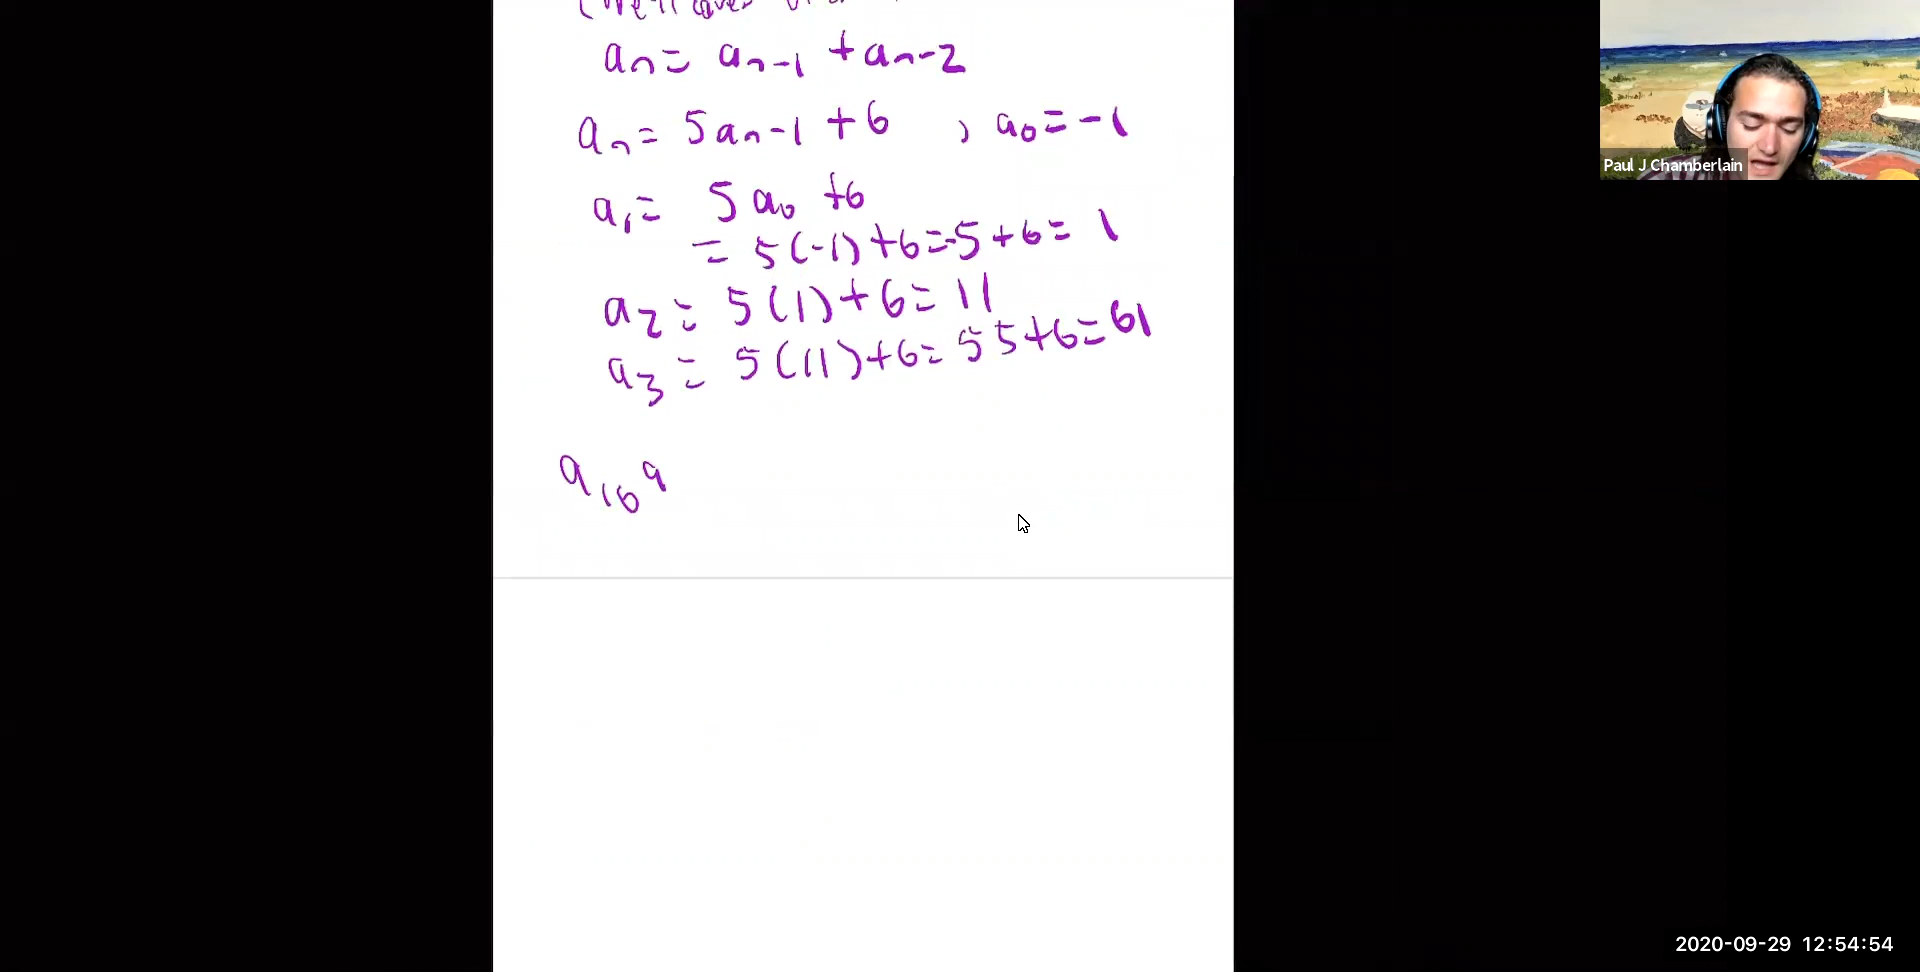 an = an-1 + an-2
an = 5an-1 + 6 , a0 = -1
a1 = 5a0 + 6
= 5(-1) + 6 = -5 + 6 = 1
a2 = 5(1) + 6 = 11
a3 = 5(11) + 6 = 55 + 6 = 61
a10 a
Paul J Chamberlain
2020-09-29 12:54:54